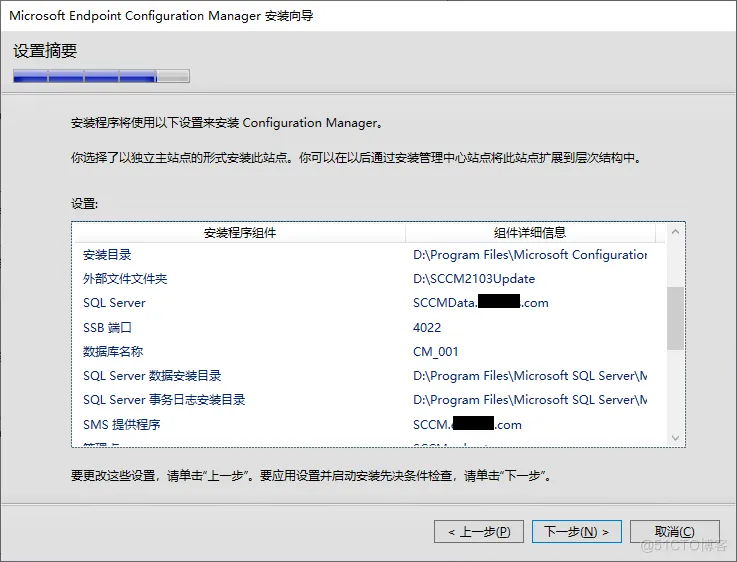 Microsoft Endpoint Configuration Manager 安装向导
设置摘要
安装程序将使用以下设置来安装 Configuration Manager。
你选择了以独立主站点的形式安装此站点。你可以在以后通过安装管理中心站点将此站点扩展到层次结构中。
设置:
安装程序组件 组件详细信息
安装目录 D:\Program Files\Microsoft Configuration
外部文件文件夹 D:\SCCM2103Update
SQL Server SCCMData. .com
SSB 端口 4022
数据库名称 CM_001
SQL Server 数据安装目录 D:\Program Files\Microsoft SQL Server\M
SQL Server 事务日志安装目录 D:\Program Files\Microsoft SQL Server\M
SMS 提供程序 SCCM. .com
要更改这些设置，请单击“上一步”。要应用设置并启动安装先决条件检查，请单击“下一步”。
< 上一步(P) 下一步(N) > 取消(C)
@51CTO博客